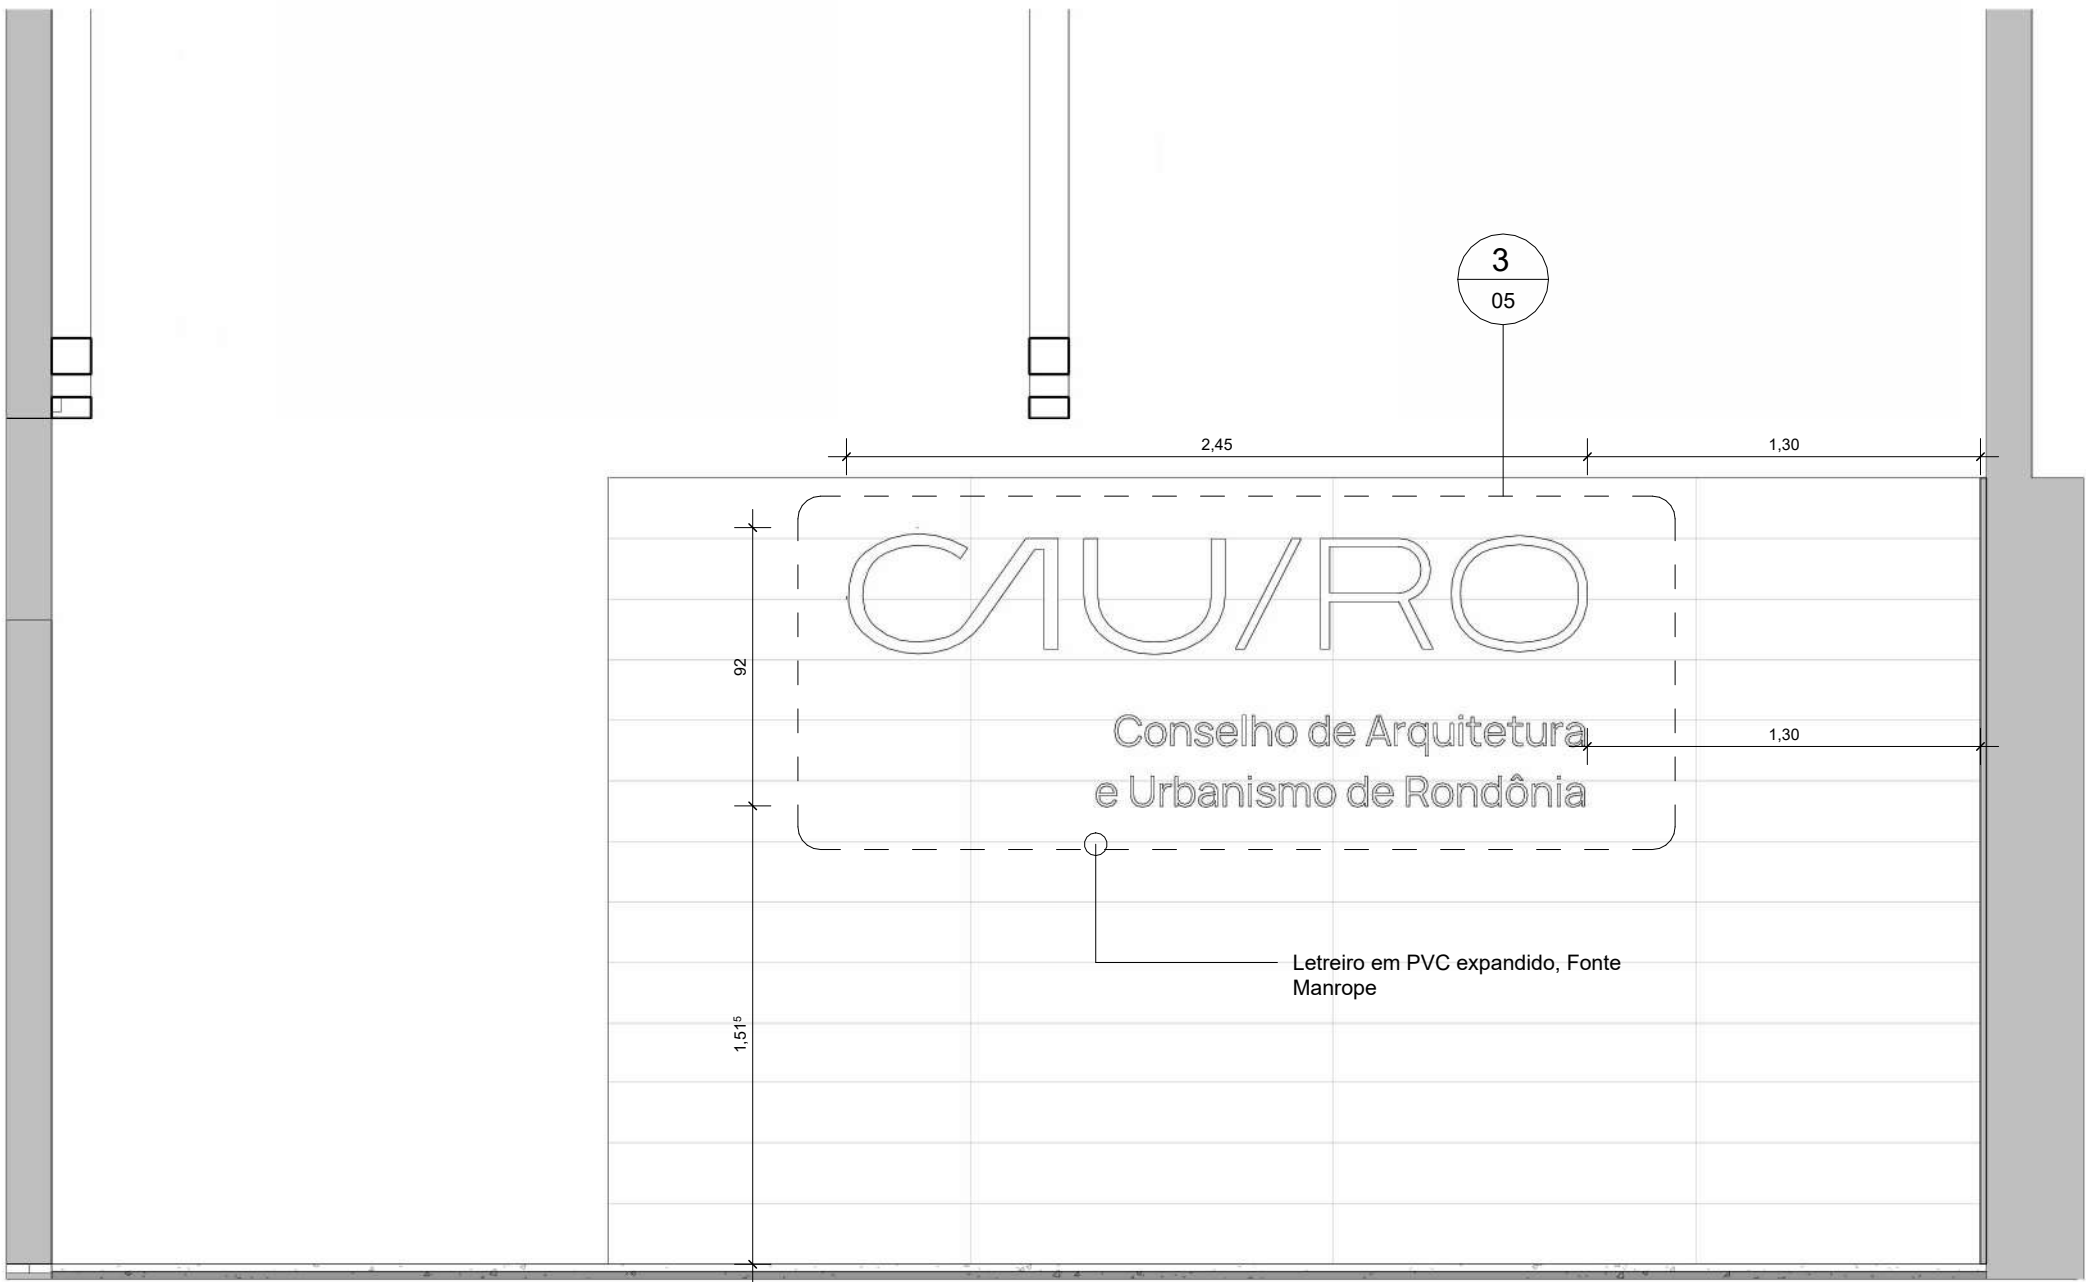 3
05
2,45
1,30
CAU/RO
92
Conselho de Arquitetura
1,30
e Urbanismo de Rondônia
Letreiro em PVC expandido, Fonte
Manrope
1,51⁵